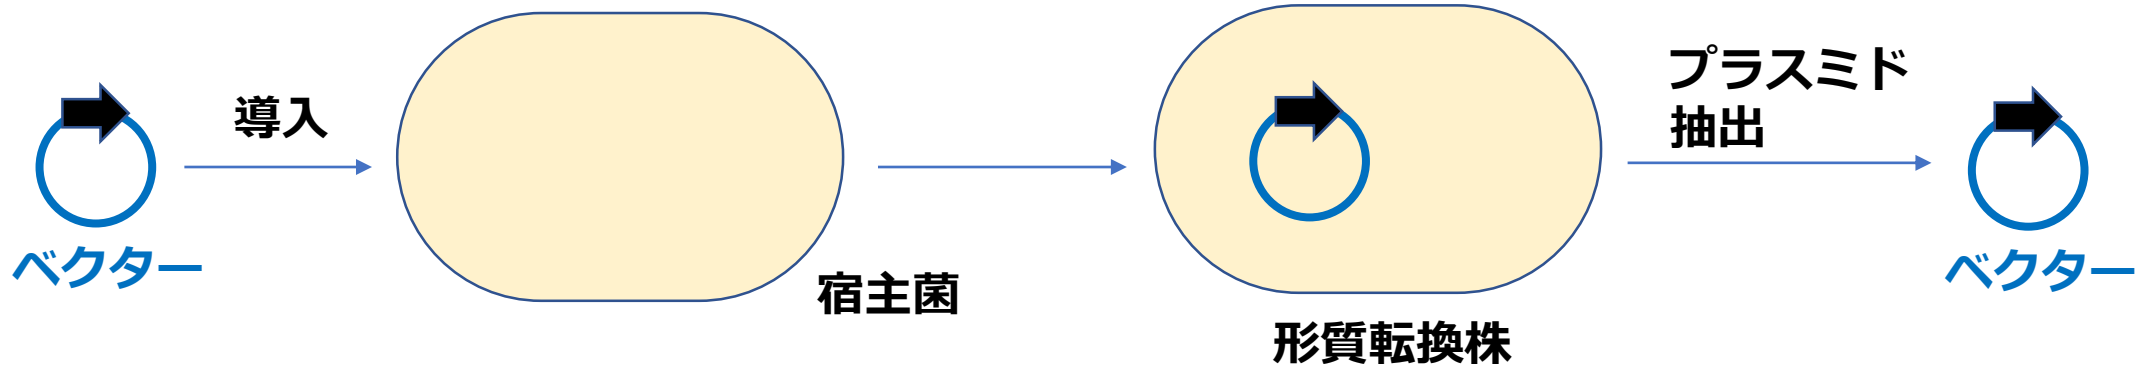 ベクター
導入
宿主菌
形質転換株
プラスミド
抽出
ベクター